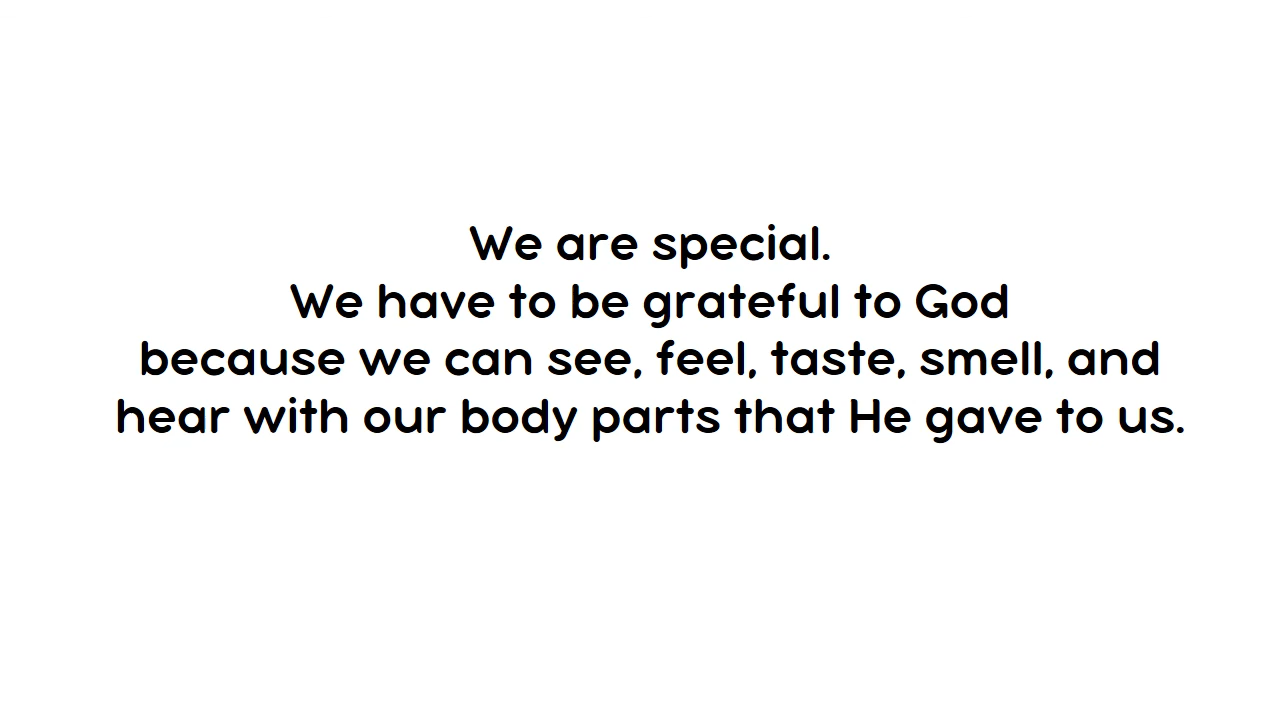 We are special.
We have to be grateful to God
because we can see, feel, taste, smell, and
hear with our body parts that He gave to us.